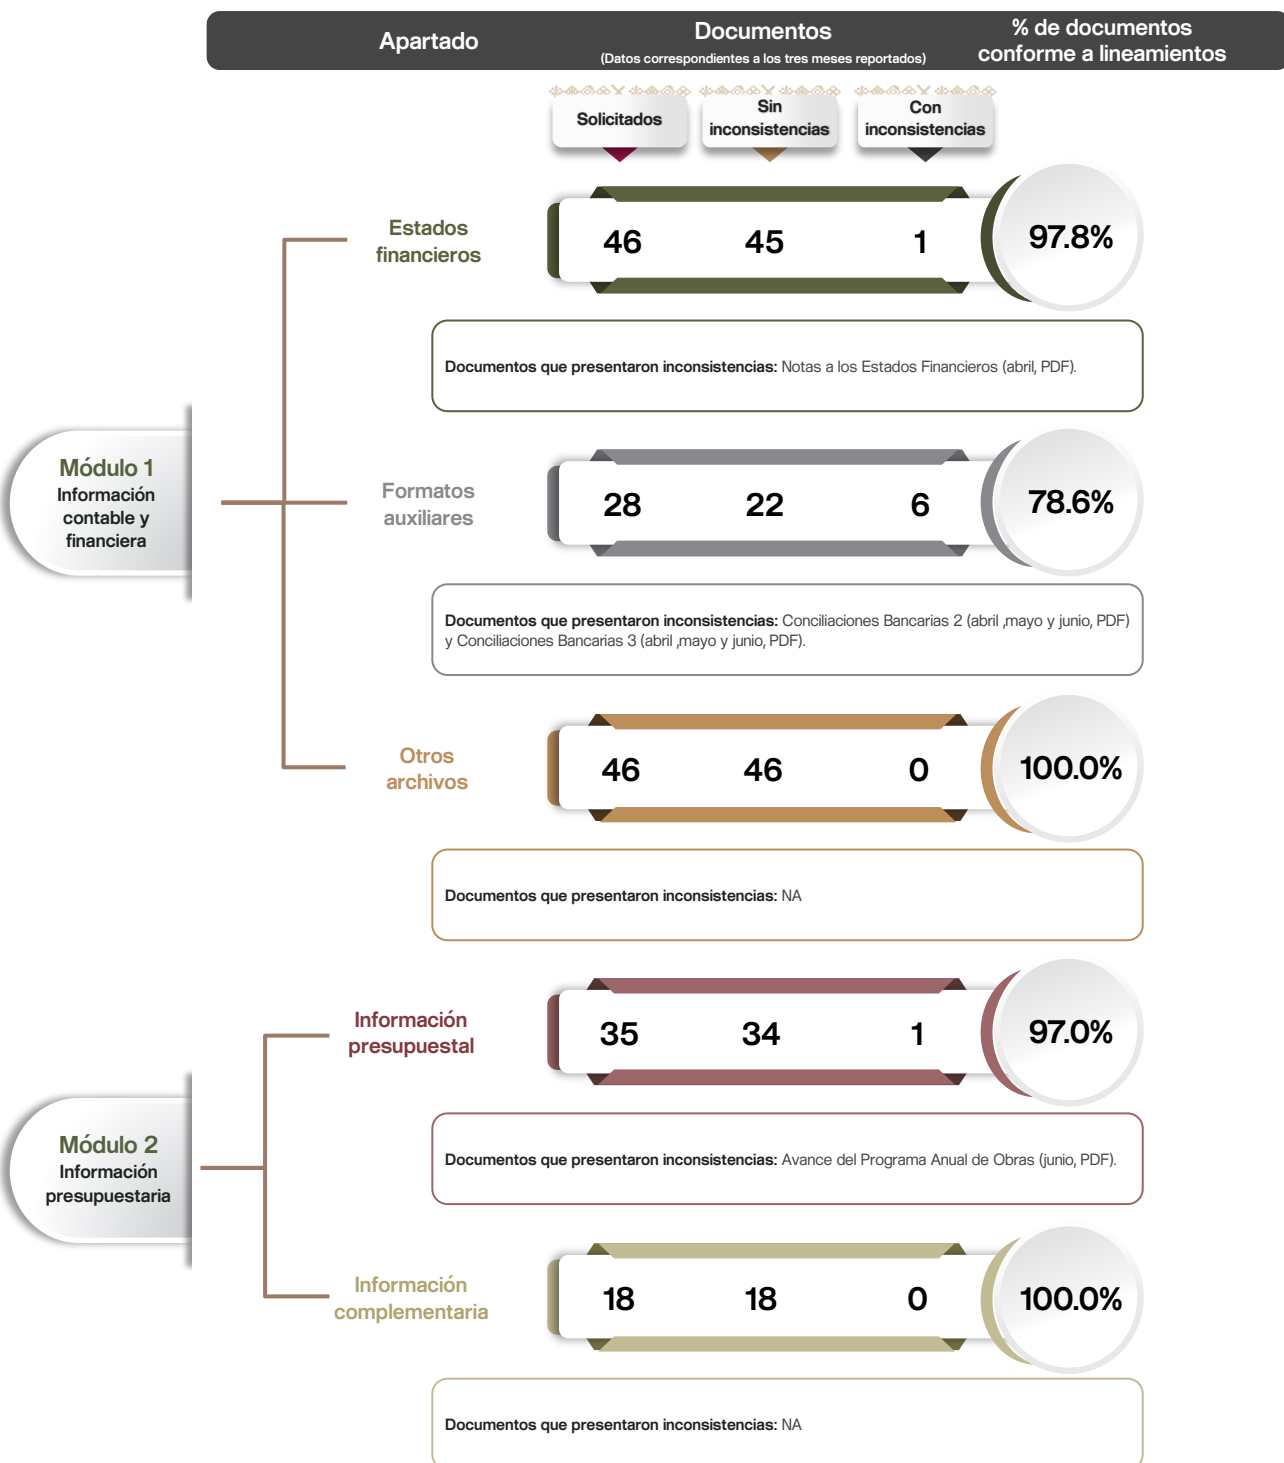 Apartado
Documentos
(Datos correspondientes a los tres meses reportados)
% de documentos
conforme a lineamientos
Solicitados
Sin
inconsistencias
Con
inconsistencias
Módulo 1
Información
contable y
financiera
Estados
financieros
46 45 1 97.8%
Documentos que presentaron inconsistencias: Notas a los Estados Financieros (abril, PDF).
Formatos
auxiliares
28 22 6 78.6%
Documentos que presentaron inconsistencias: Conciliaciones Bancarias 2 (abril ,mayo y junio, PDF)
y Conciliaciones Bancarias 3 (abril ,mayo y junio, PDF).
Otros
archivos
46 46 0 100.0%
Documentos que presentaron inconsistencias: NA
Módulo 2
Información
presupuestaria
Información
presupuestal
35 34 1 97.0%
Documentos que presentaron inconsistencias: Avance del Programa Anual de Obras (junio, PDF).
Información
complementaria
18 18 0 100.0%
Documentos que presentaron inconsistencias: NA